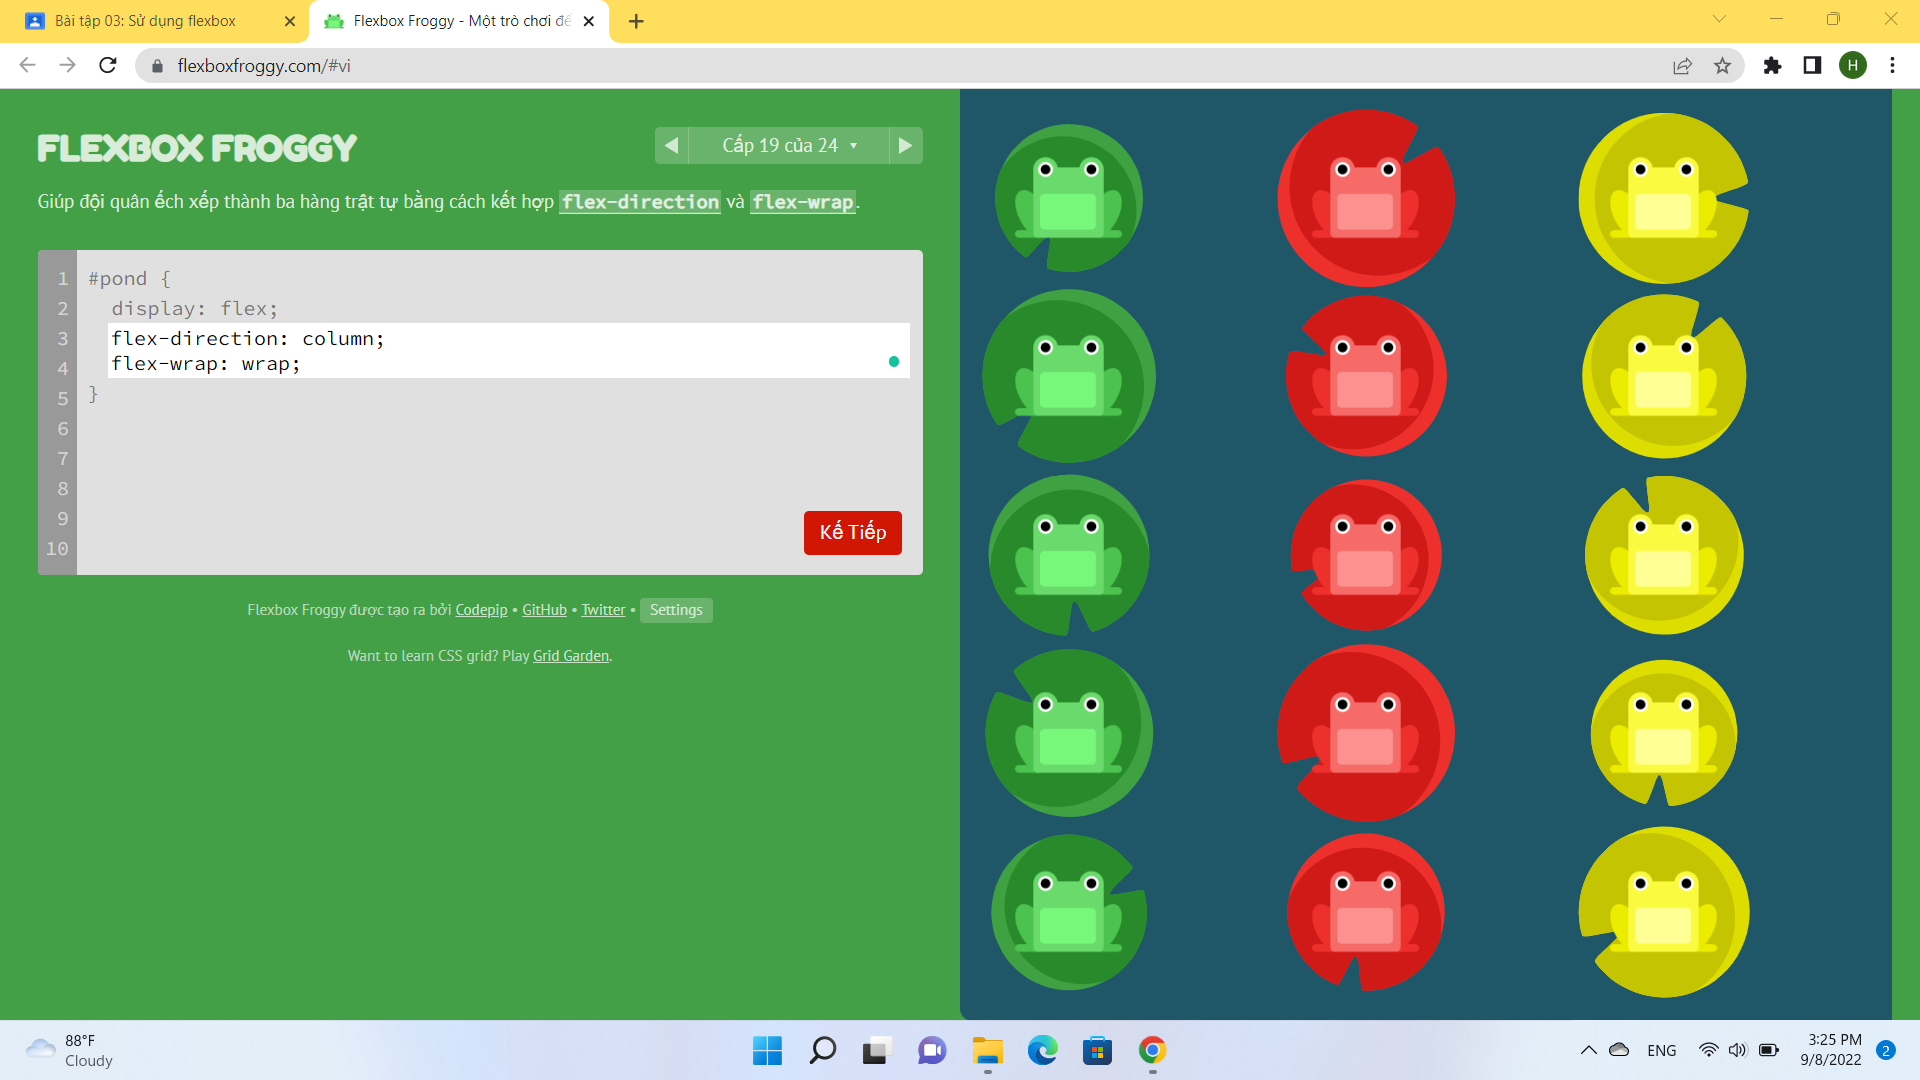 Bài tập 03: Sử dụng flexbox
Flexbox Froggy - Một trò chơi để
flexboxfroggy.com/#vi
H
FLEXBOX FROGGY
Cấp 19 của 24
Giúp đội quân ếch xếp thành ba hàng trật tự bằng cách kết hợp flex-direction và flex-wrap.
1 #pond {
2 display: flex;
3 flex-direction: column;
4 flex-wrap: wrap;
5 }
6
7
8
9
10
Kế Tiếp
Flexbox Froggy được tạo ra bởi Codepip • GitHub • Twitter • Settings
Want to learn CSS grid? Play Grid Garden.
88°F
Cloudy
ENG
3:25 PM
9/8/2022
2